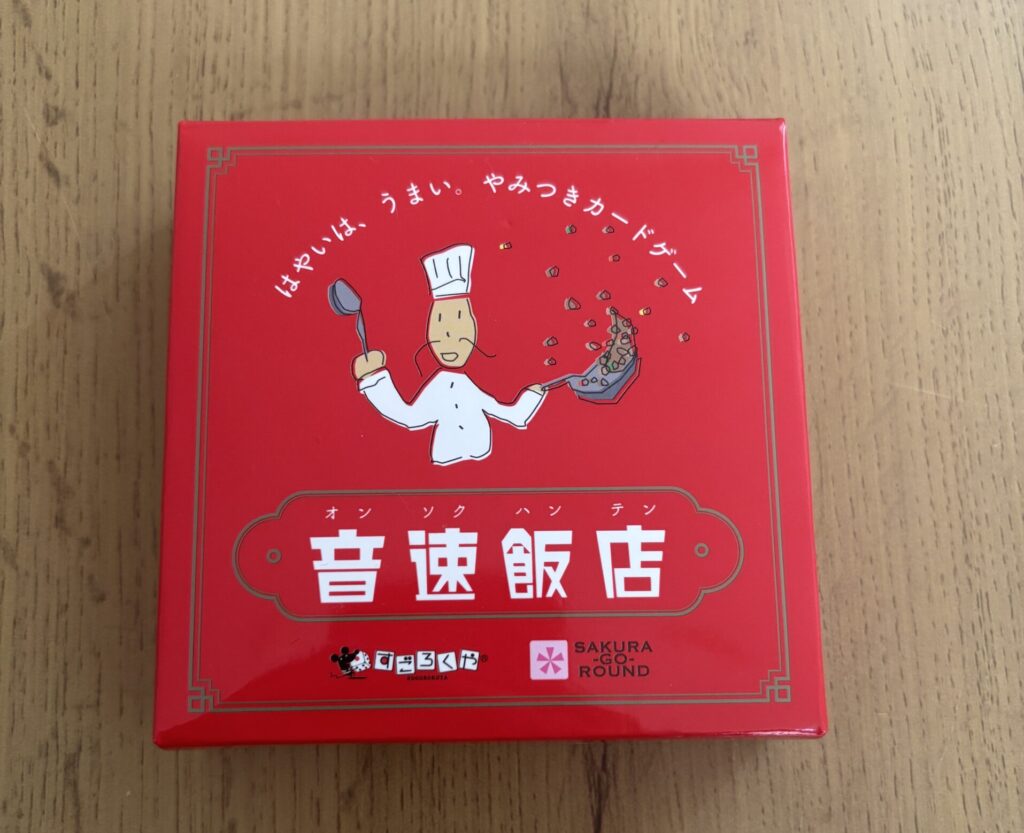 はやいは、うまい。やみつきカードゲーム
オン ソク ハン テン
音速飯店
すごろくや®
SUGOROKUYA
SAKURA
-GO-
ROUND